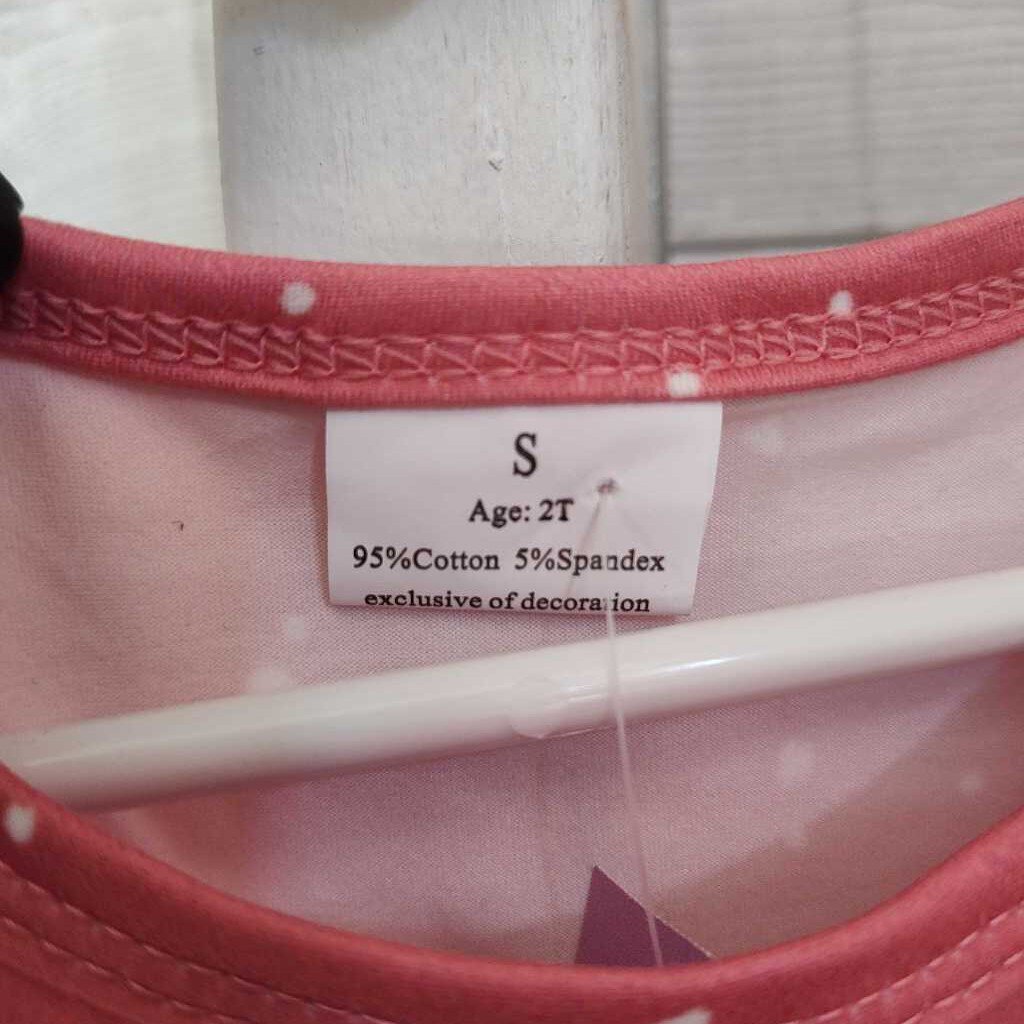 S
Age: 2T
95%Cotton 5%Spandex
exclusive of decoration